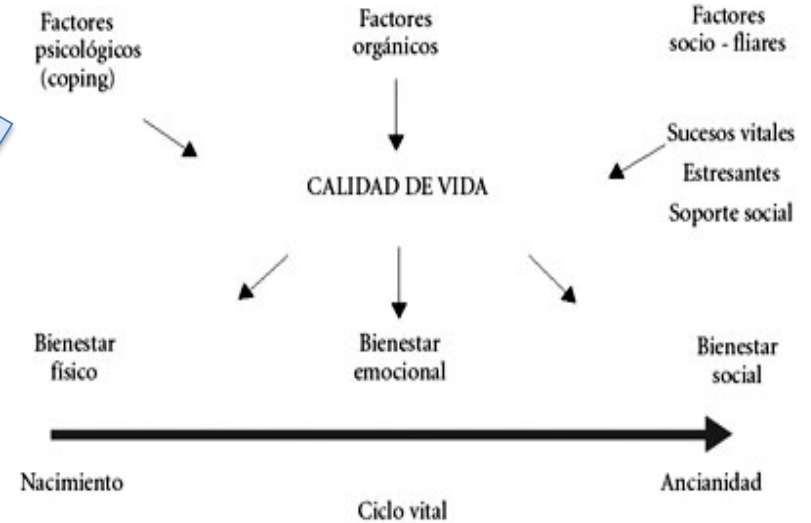 Factores
psicológicos
(coping)
Factores
orgánicos
Factores
socio - fliares
Sucesos vitales
Estresantes
Soporte social
CALIDAD DE VIDA
Bienestar
físico
Bienestar
emocional
Bienestar
social
Nacimiento
Ciclo vital
Ancianidad